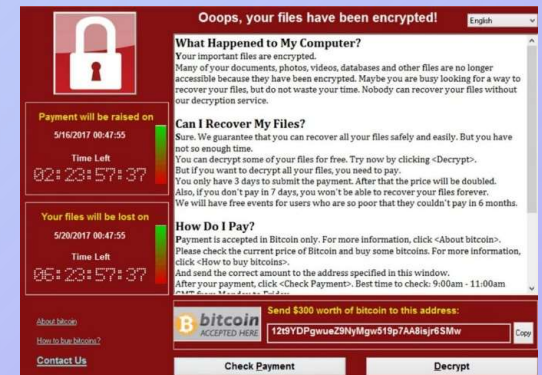 Ooops, your files have been encrypted!
English
What Happened to My Computer?
Your important files are encrypted.
Many of your documents, photos, videos, databases and other files are no longer
accessible because they have been encrypted. Maybe you are busy looking for a way to
recover your files, but do not waste your time. Nobody can recover your files without
our decryption service.
Can I Recover My Files?
Sure. We guarantee that you can recover all your files safely and easily. But you have
not so enough time.
You can decrypt some of your files for free. Try now by clicking <Decrypt>.
But if you want to decrypt all your files, you need to pay.
You only have 3 days to submit the payment. After that the price will be doubled.
Also, if you don't pay in 7 days, you won't be able to recover your files forever.
We will have free events for users who are so poor that they couldn't pay in 6 months.
How Do I Pay?
Payment is accepted in Bitcoin only. For more information, click <About bitcoin>.
Please check the current price of Bitcoin and buy some bitcoins. For more information,
click <How to buy bitcoins>.
And send the correct amount to the address specified in this window.
After your payment, click <Check Payment>. Best time to check: 9:00am - 11:00am
GMT from Monday to Friday.
Payment will be raised on
5/16/2017 00:47:55
Time Left
02:23:57:37
Your files will be lost on
5/20/2017 00:47:55
Time Left
06:23:57:37
About bitcoin
How to buy bitcoins?
Contact Us
bitcoin
ACCEPTED HERE
Send $300 worth of bitcoin to this address:
12t9YDPgwueZ9NyMgw519p7AA8isjr6SMw
Copy
Check Payment
Decrypt